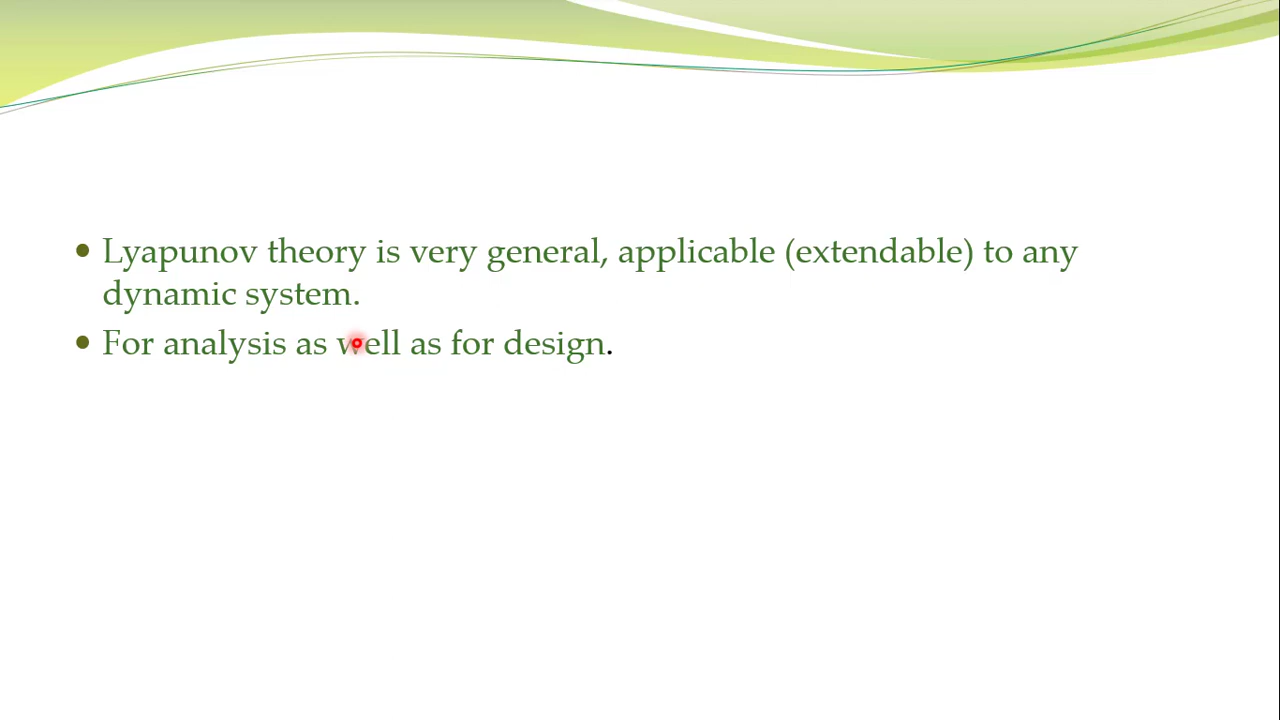 • Lyapunov theory is very general, applicable (extendable) to any
dynamic system.
• For analysis as well as for design.